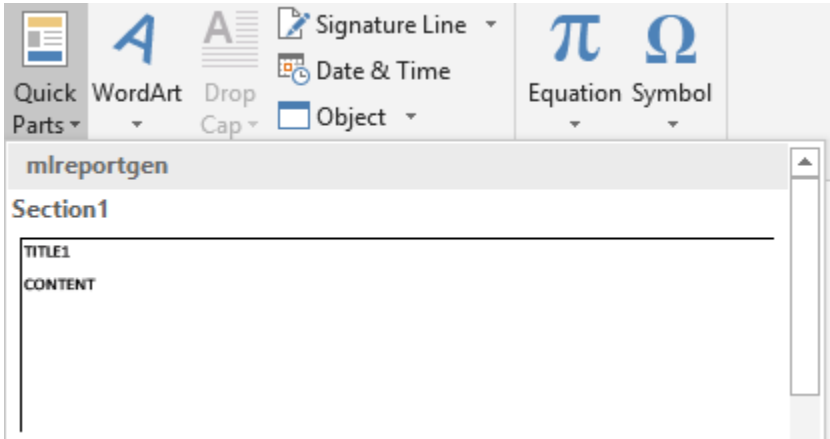 Signature Line
Date & Time
Object
Quick Parts
WordArt
Drop Cap
Equation
Symbol
mlreportgen
Section1
TITLE1
CONTENT